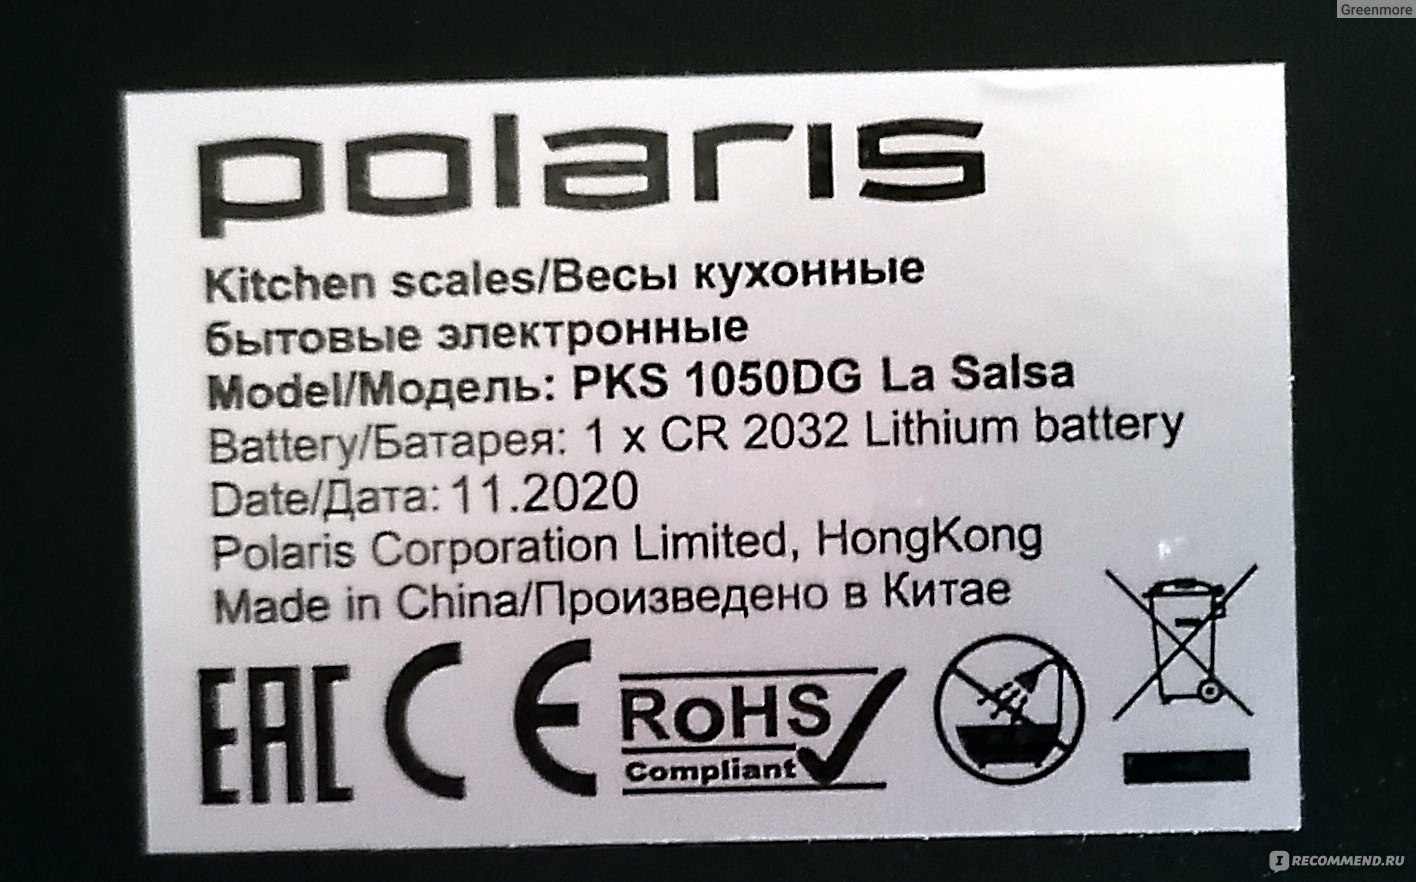 Greenmore
polaris
Kitchen scales/Весы кухонные
бытовые электронные
Model/Модель: PKS 1050DG La Salsa
Battery/Батарея: 1 x CR 2032 Lithium battery
Date/Дата: 11.2020
Polaris Corporation Limited, HongKong
Made in China/Произведено в Китае
EAC CE RoHS
Compliant
IRECOMMEND.RU